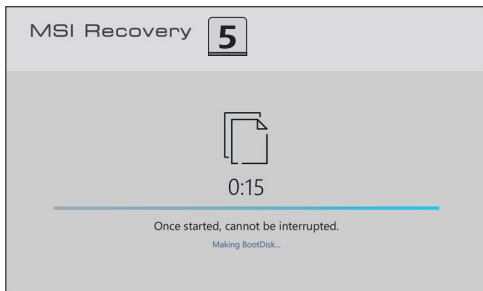 MSI Recovery 5
0:15
Once started, cannot be interrupted.
Making BootDisk...